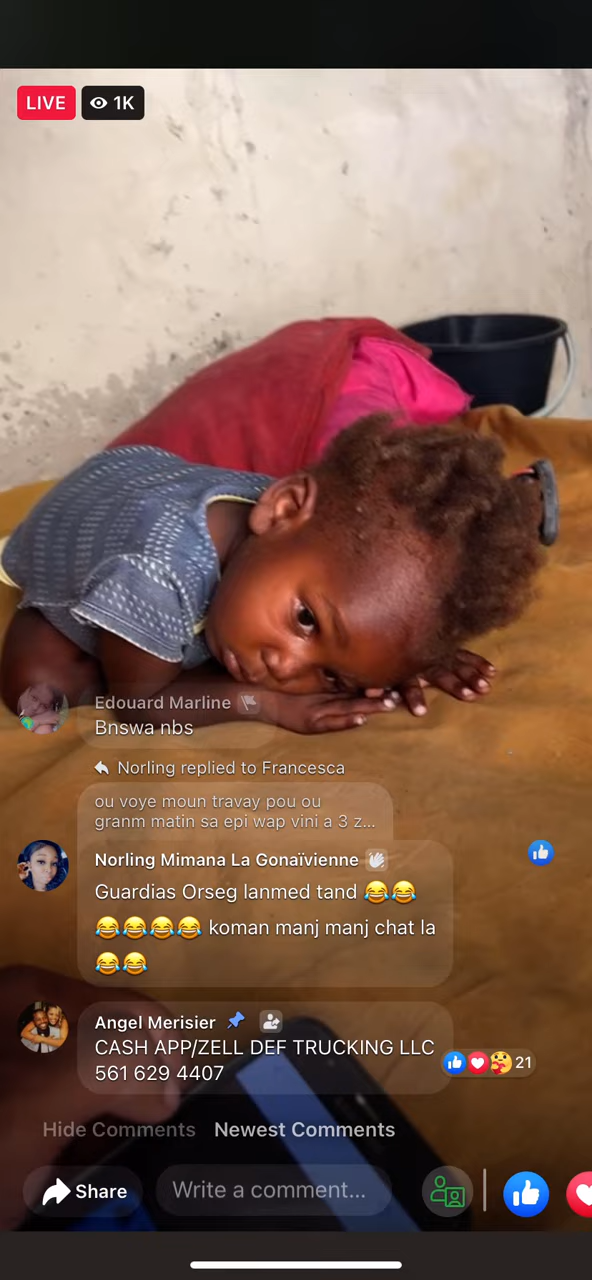 LIVE 1K
Edouard Marline
Bnswa nbs
Norling replied to Francesca
ou voye moun travay pou ou
granm matin sa epi wap vini a 3 z...
Norling Mimana La Gonaïvienne
Guardias Orseg lanmed tand 😂😂
😂😂😂😂 koman manj manj chat la
😂😂
Angel Merisier
CASH APP/ZELL DEF TRUCKING LLC
561 629 4407
21
Hide Comments Newest Comments
Share Write a comment...